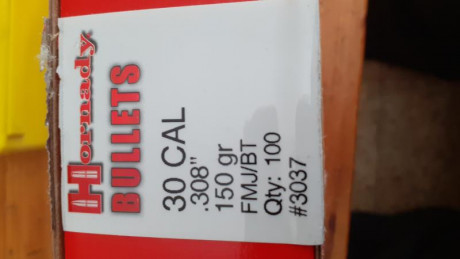 Hornady
BULLETS
30 CAL
.308"
150 gr
FMJ/BT
Qty: 100
#3037